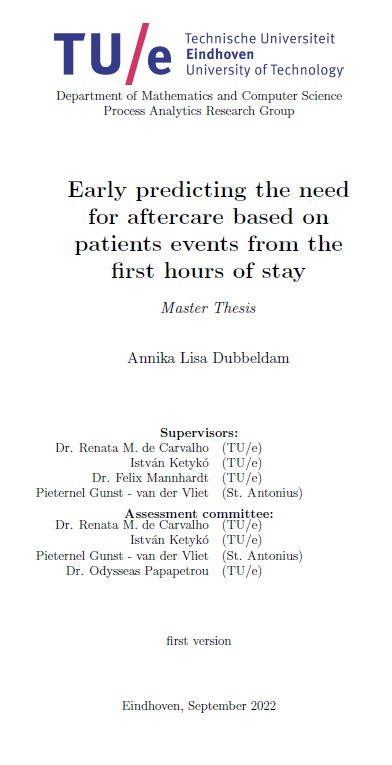 TU/e Technische Universiteit
Eindhoven
University of Technology
Department of Mathematics and Computer Science
Process Analytics Research Group
Early predicting the need
for aftercare based on
patients events from the
first hours of stay
Master Thesis
Annika Lisa Dubbeldam
Supervisors:
Dr. Renata M. de Carvalho (TU/e)
István Ketykó (TU/e)
Dr. Felix Mannhardt (TU/e)
Pieternel Gunst - van der Vliet (St. Antonius)
Assessment committee:
Dr. Renata M. de Carvalho (TU/e)
István Ketykó (TU/e)
Pieternel Gunst - van der Vliet (St. Antonius)
Dr. Odysseas Papapetrou (TU/e)
first version
Eindhoven, September 2022